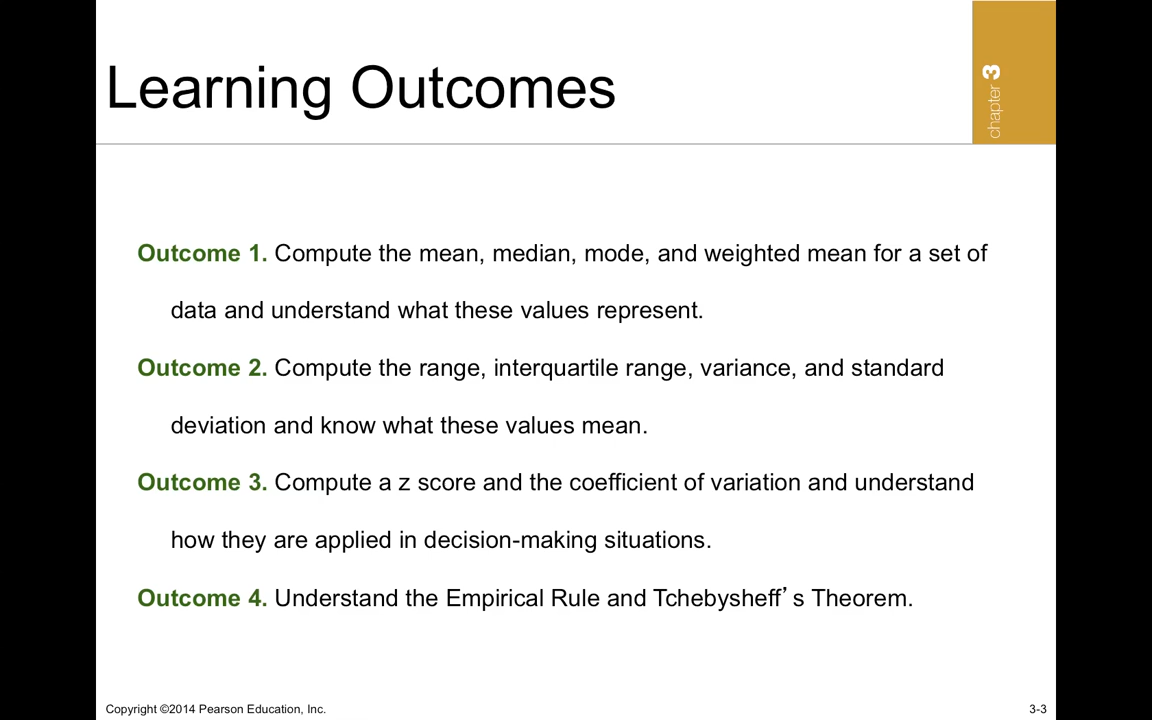 Learning Outcomes
chapter 3
Outcome 1. Compute the mean, median, mode, and weighted mean for a set of
data and understand what these values represent.
Outcome 2. Compute the range, interquartile range, variance, and standard
deviation and know what these values mean.
Outcome 3. Compute a z score and the coefficient of variation and understand
how they are applied in decision-making situations.
Outcome 4. Understand the Empirical Rule and Tchebysheff’s Theorem.
Copyright ©2014 Pearson Education, Inc.
3-3